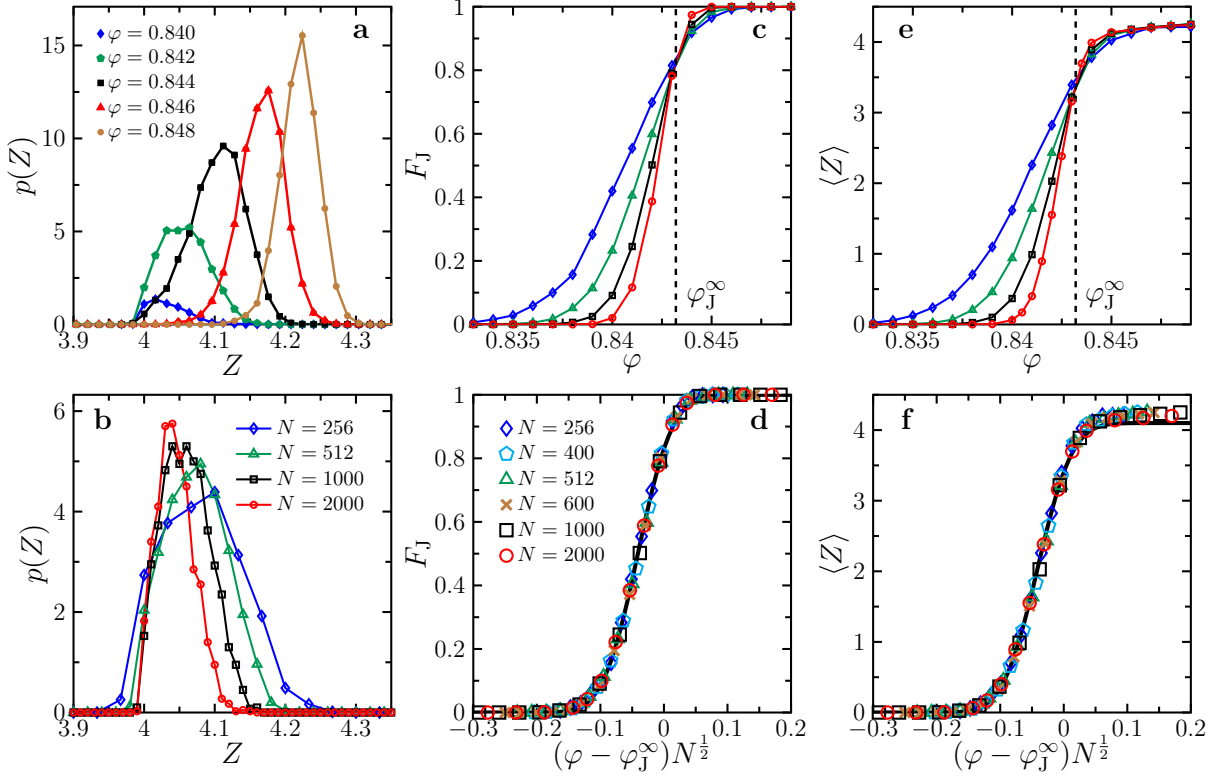 a
φ = 0.840
φ = 0.842
φ = 0.844
φ = 0.846
φ = 0.848
p(Z)
15
10
5
0
3.9 4 4.1 4.2 4.3
Z
c
F_J
1
0.8
0.6
0.4
0.2
0
φ_J^∞
0.835 0.84 0.845
φ
e
⟨Z⟩
4
3
2
1
0
φ_J^∞
0.835 0.84 0.845
φ
b
N = 256
N = 512
N = 1000
N = 2000
p(Z)
6
4
2
0
3.9 4 4.1 4.2 4.3
Z
d
N = 256
N = 400
N = 512
N = 600
N = 1000
N = 2000
F_J
1
0.8
0.6
0.4
0.2
0
−0.3 −0.2 −0.1 0 0.1 0.2
(φ − φ_J^∞)N^{1/2}
f
⟨Z⟩
4
3
2
1
0
−0.3 −0.2 −0.1 0 0.1 0.2
(φ − φ_J^∞)N^{1/2}